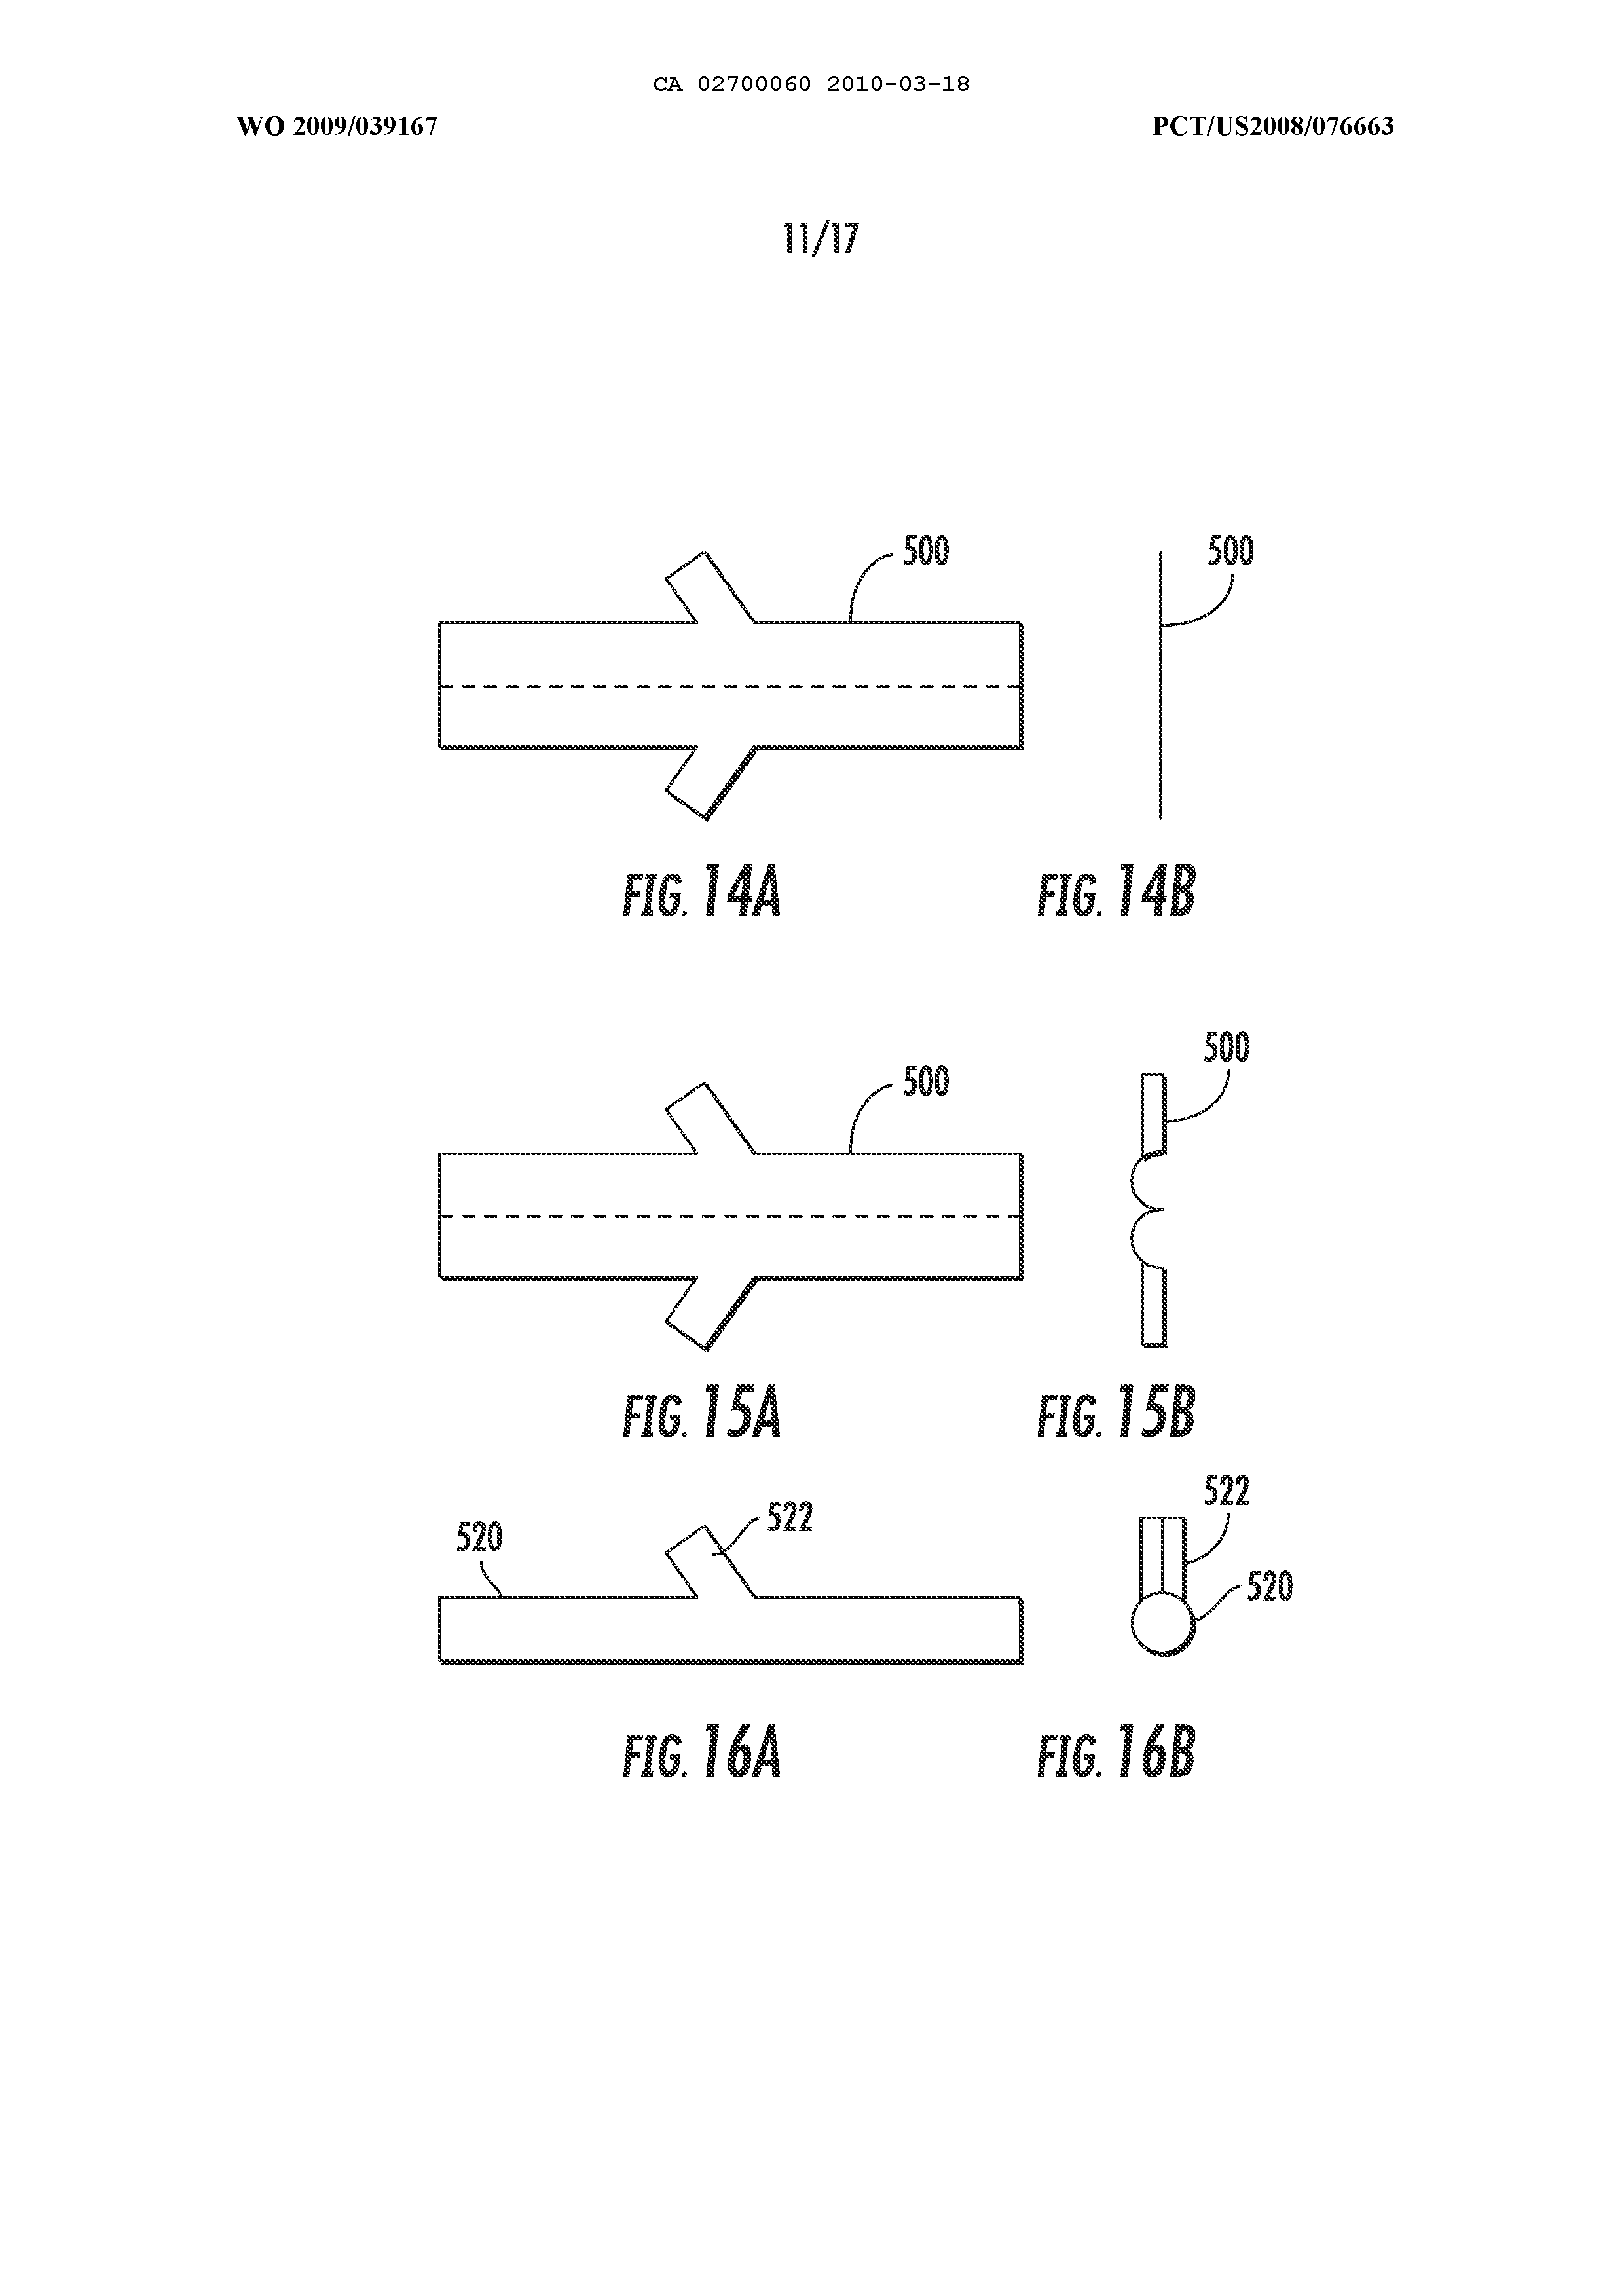 CA 02700060 2010-03-18
WO 2009/039167 PCT/US2008/076663
11/17
500 500
FIG. 14A FIG. 14B
500 500
FIG. 15A FIG. 15B
520 522 522 520
FIG. 16A FIG. 16B